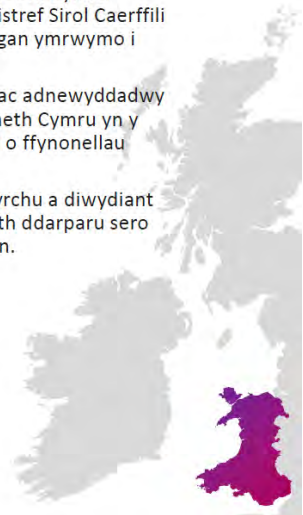 istref Sirol Caerffili
gan ymrwymo i
ac adnewyddadwy
neth Cymru yn y
o ffynonellau
yrchu a diwydiant
th ddarparu sero
n.